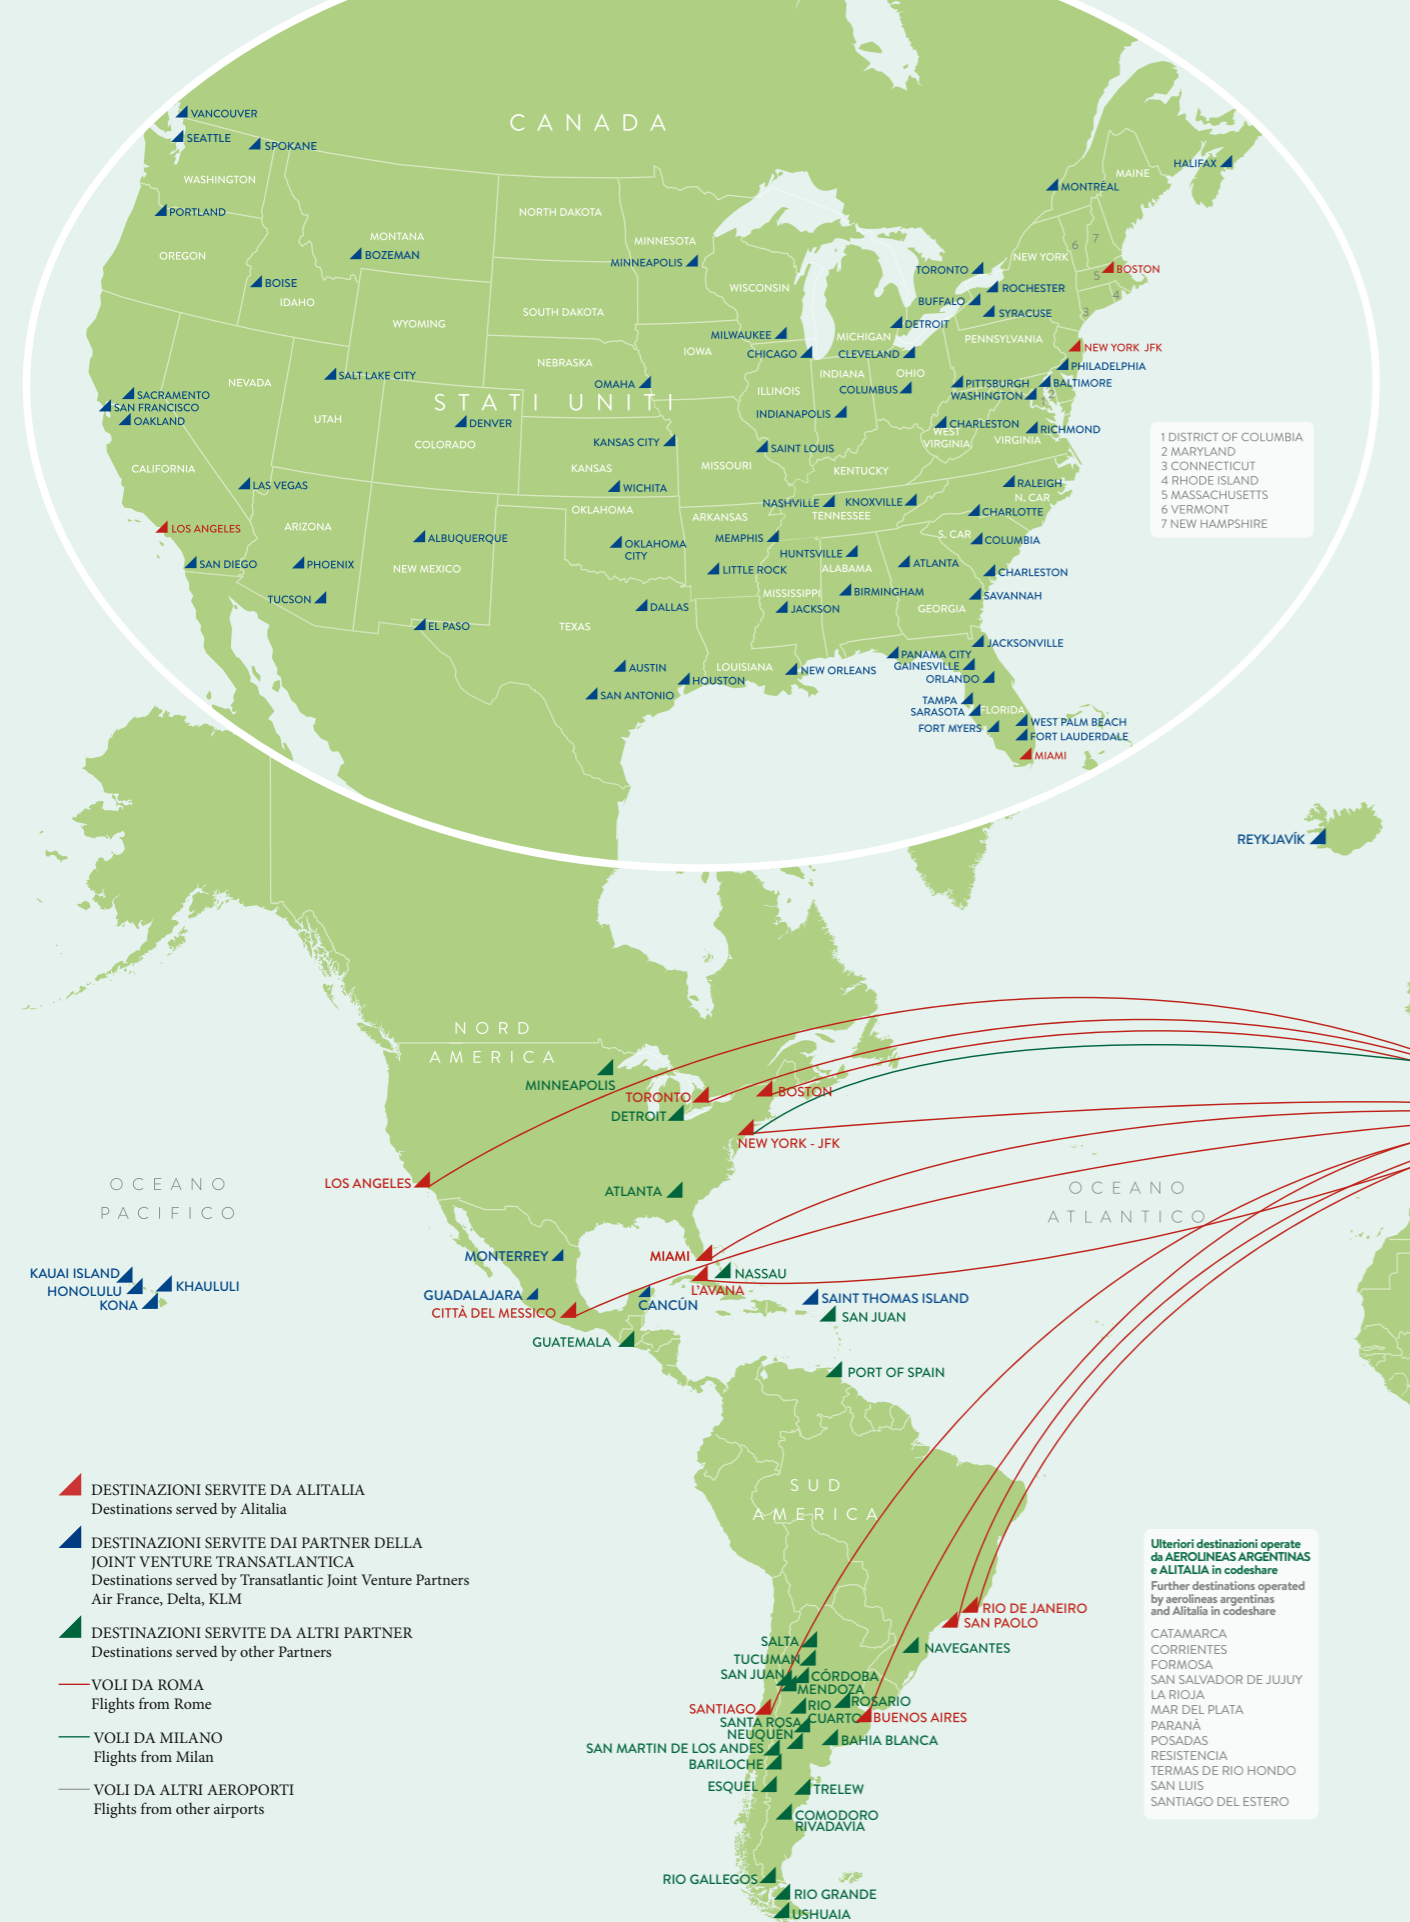 CANADA
VANCOUVER
SEATTLE
SPOKANE
WASHINGTON
PORTLAND
OREGON
MONTANA
BOZEMAN
BOISE
IDAHO
NORTH DAKOTA
MINNESOTA
MINNEAPOLIS
WISCONSIN
SOUTH DAKOTA
WYOMING
HALIFAX
MAINE
MONTRÉAL
6
7
NEW YORK
TORONTO
5
BOSTON
ROCHESTER
4
BUFFALO
SYRACUSE
3
DETROIT
MILWAUKEE
MICHIGAN
PENNSYLVANIA
NEW YORK JFK
IOWA
CHICAGO
CLEVELAND
NEBRASKA
PHILADELPHIA
INDIANA
OHIO
SALT LAKE CITY
NEVADA
OMAHA
ILLINOIS
COLUMBUS
PITTSBURGH
BALTIMORE
WASHINGTON
2
SACRAMENTO
SAN FRANCISCO
OAKLAND
STATI UNITI
UTAH
DENVER
COLORADO
INDIANAPOLIS
CHARLESTON
WEST
VIRGINIA
RICHMOND
VIRGINIA
KANSAS CITY
SAINT LOUIS
CALIFORNIA
KANSAS
MISSOURI
KENTUCKY
LAS VEGAS
WICHITA
RALEIGH
N. CAR
NASHVILLE
KNOXVILLE
OKLAHOMA
ARKANSAS
TENNESSEE
CHARLOTTE
LOS ANGELES
ARIZONA
ALBUQUERQUE
OKLAHOMA
CITY
MEMPHIS
S. CAR
COLUMBIA
HUNTSVILLE
SAN DIEGO
PHOENIX
NEW MEXICO
LITTLE ROCK
ALABAMA
ATLANTA
CHARLESTON
TUCSON
MISSISSIPPI
BIRMINGHAM
SAVANNAH
DALLAS
JACKSON
GEORGIA
EL PASO
TEXAS
JACKSONVILLE
PANAMA CITY
AUSTIN
LOUISIANA
NEW ORLEANS
GAINESVILLE
HOUSTON
ORLANDO
SAN ANTONIO
TAMPA
SARASOTA
FLORIDA
FORT MYERS
WEST PALM BEACH
FORT LAUDERDALE
MIAMI
1 DISTRICT OF COLUMBIA
2 MARYLAND
3 CONNECTICUT
4 RHODE ISLAND
5 MASSACHUSETTS
6 VERMONT
7 NEW HAMPSHIRE
REYKJAVÍK
NORD
AMERICA
MINNEAPOLIS
TORONTO
BOSTON
DETROIT
NEW YORK - JFK
LOS ANGELES
ATLANTA
OCEANO
PACIFICO
OCEANO
ATLANTICO
MONTERREY
MIAMI
NASSAU
KAUAI ISLAND
HONOLULU
KHAULULI
KONA
GUADALAJARA
L'AVANA
CANCÚN
CITTÀ DEL MESSICO
SAINT THOMAS ISLAND
SAN JUAN
GUATEMALA
PORT OF SPAIN
SUD
AMERICA
DESTINAZIONI SERVITE DA ALITALIA
Destinations served by Alitalia
DESTINAZIONI SERVITE DAI PARTNER DELLA
JOINT VENTURE TRANSATLANTICA
Destinations served by Transatlantic Joint Venture Partners
Air France, Delta, KLM
DESTINAZIONI SERVITE DA ALTRI PARTNER
Destinations served by other Partners
VOLI DA ROMA
Flights from Rome
VOLI DA MILANO
Flights from Milan
VOLI DA ALTRI AEROPORTI
Flights from other airports
RIO DE JANEIRO
SAN PAOLO
SALTA
NAVEGANTES
TUCUMAN
SAN JUAN
CÓRDOBA
MENDOZA
SANTIAGO
RIO
CUARTO
ROSARIO
BUENOS AIRES
SANTA ROSA
NEUQUÉN
BAHIA BLANCA
SAN MARTIN DE LOS ANDES
BARILOCHE
ESQUEL
TRELEW
COMODORO
RIVADAVIA
RIO GALLEGOS
RIO GRANDE
USHUAIA
Ulteriori destinazioni operate
da AEROLINEAS ARGENTINAS
e ALITALIA in codeshare
Further destinations operated
by aerolineas argentinas
and Alitalia in codeshare
CATAMARCA
CORRIENTES
FORMOSA
SAN SALVADOR DE JUJUY
LA RIOJA
MAR DEL PLATA
PARANÀ
POSADAS
RESISTENCIA
TERMAS DE RIO HONDO
SAN LUIS
SANTIAGO DEL ESTERO